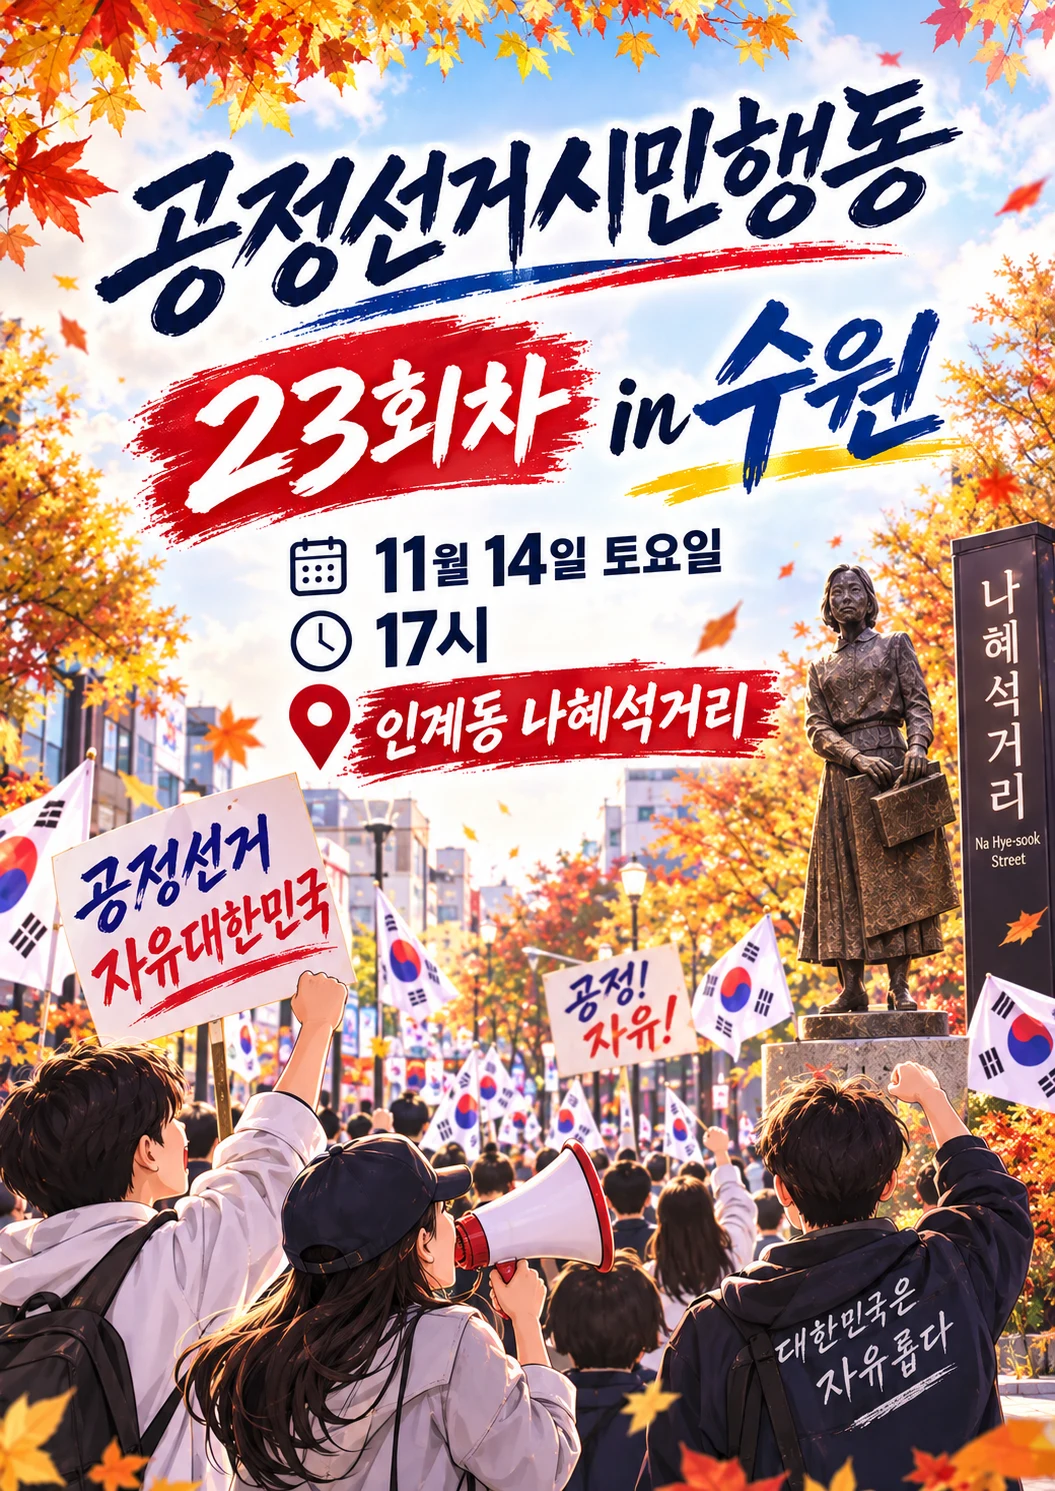 공정선거시민행동
23회차 in 수원
11월 14일 토요일
17시
인계동 나혜석거리
나혜석거리
Na Hye-sook
Street
공정선거
자유대한민국
공정!
자유!
대한민국은
자유롭다